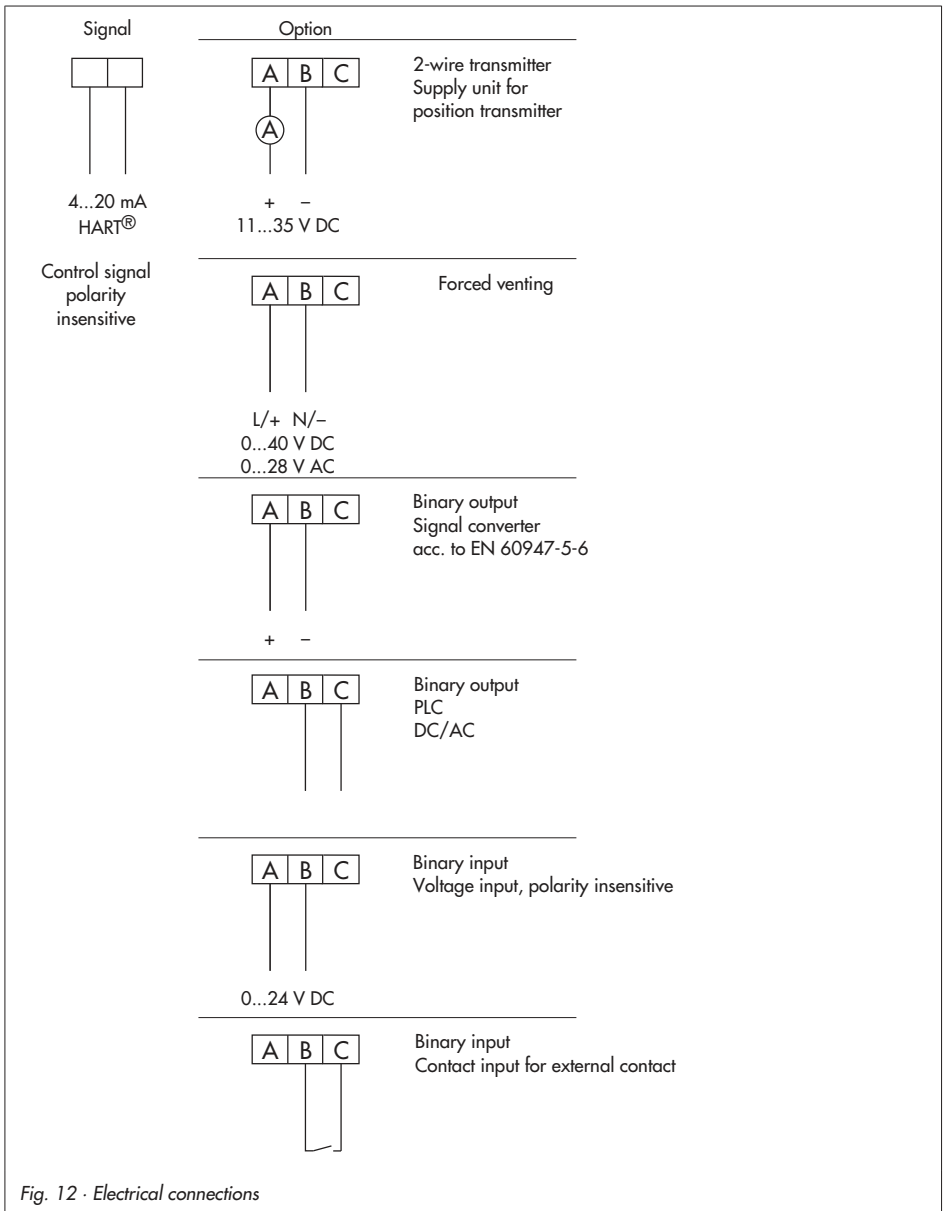 Signal
Option
A B C
2-wire transmitter
Supply unit for
position transmitter
A
4...20 mA
HART®
+ –
11...35 V DC
Control signal
polarity
insensitive
A B C
Forced venting
L/+ N/–
0...40 V DC
0...28 V AC
A B C
Binary output
Signal converter
acc. to EN 60947-5-6
+ –
A B C
Binary output
PLC
DC/AC
A B C
Binary input
Voltage input, polarity insensitive
0...24 V DC
A B C
Binary input
Contact input for external contact
Fig. 12 · Electrical connections